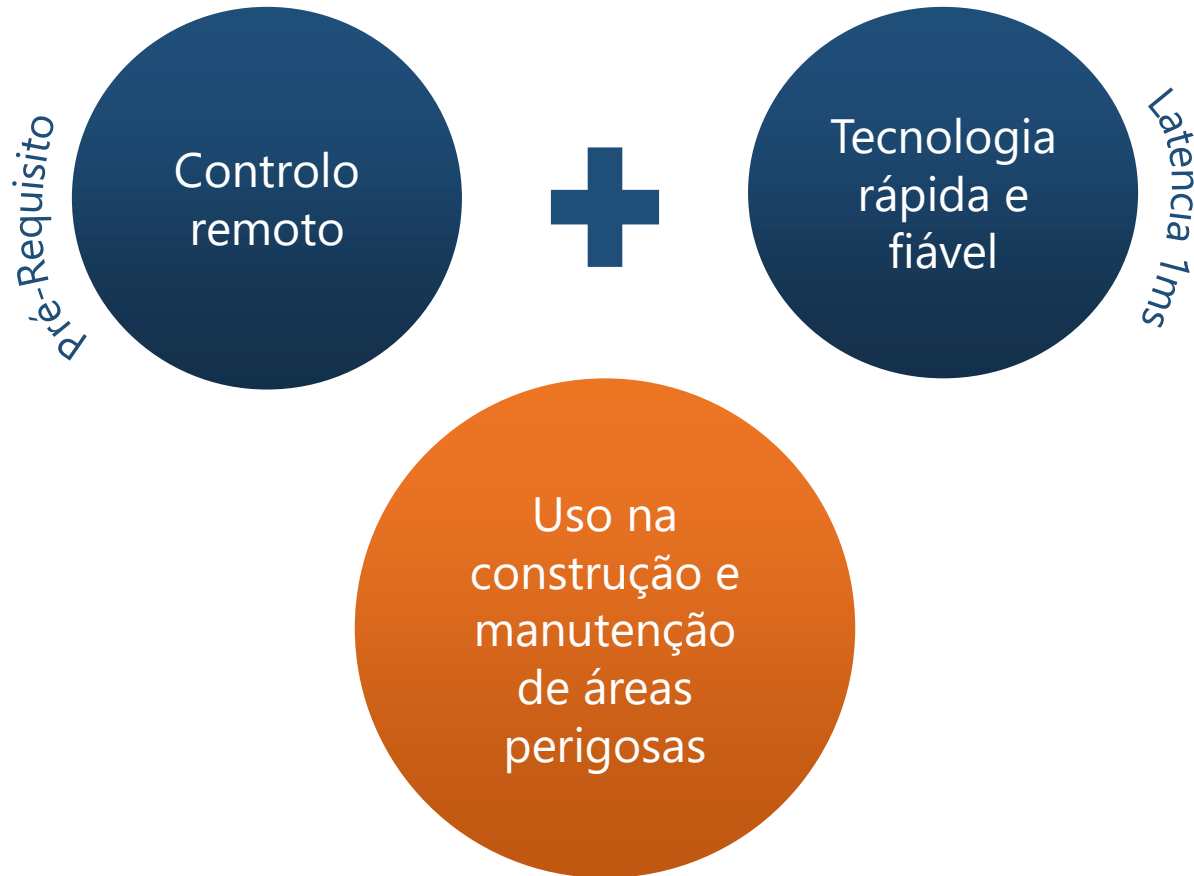 Pré-Requisito
Controlo
remoto
Tecnologia
rápida e
fiável
Latencia 1ms
Uso na
construção e
manutenção
de áreas
perigosas